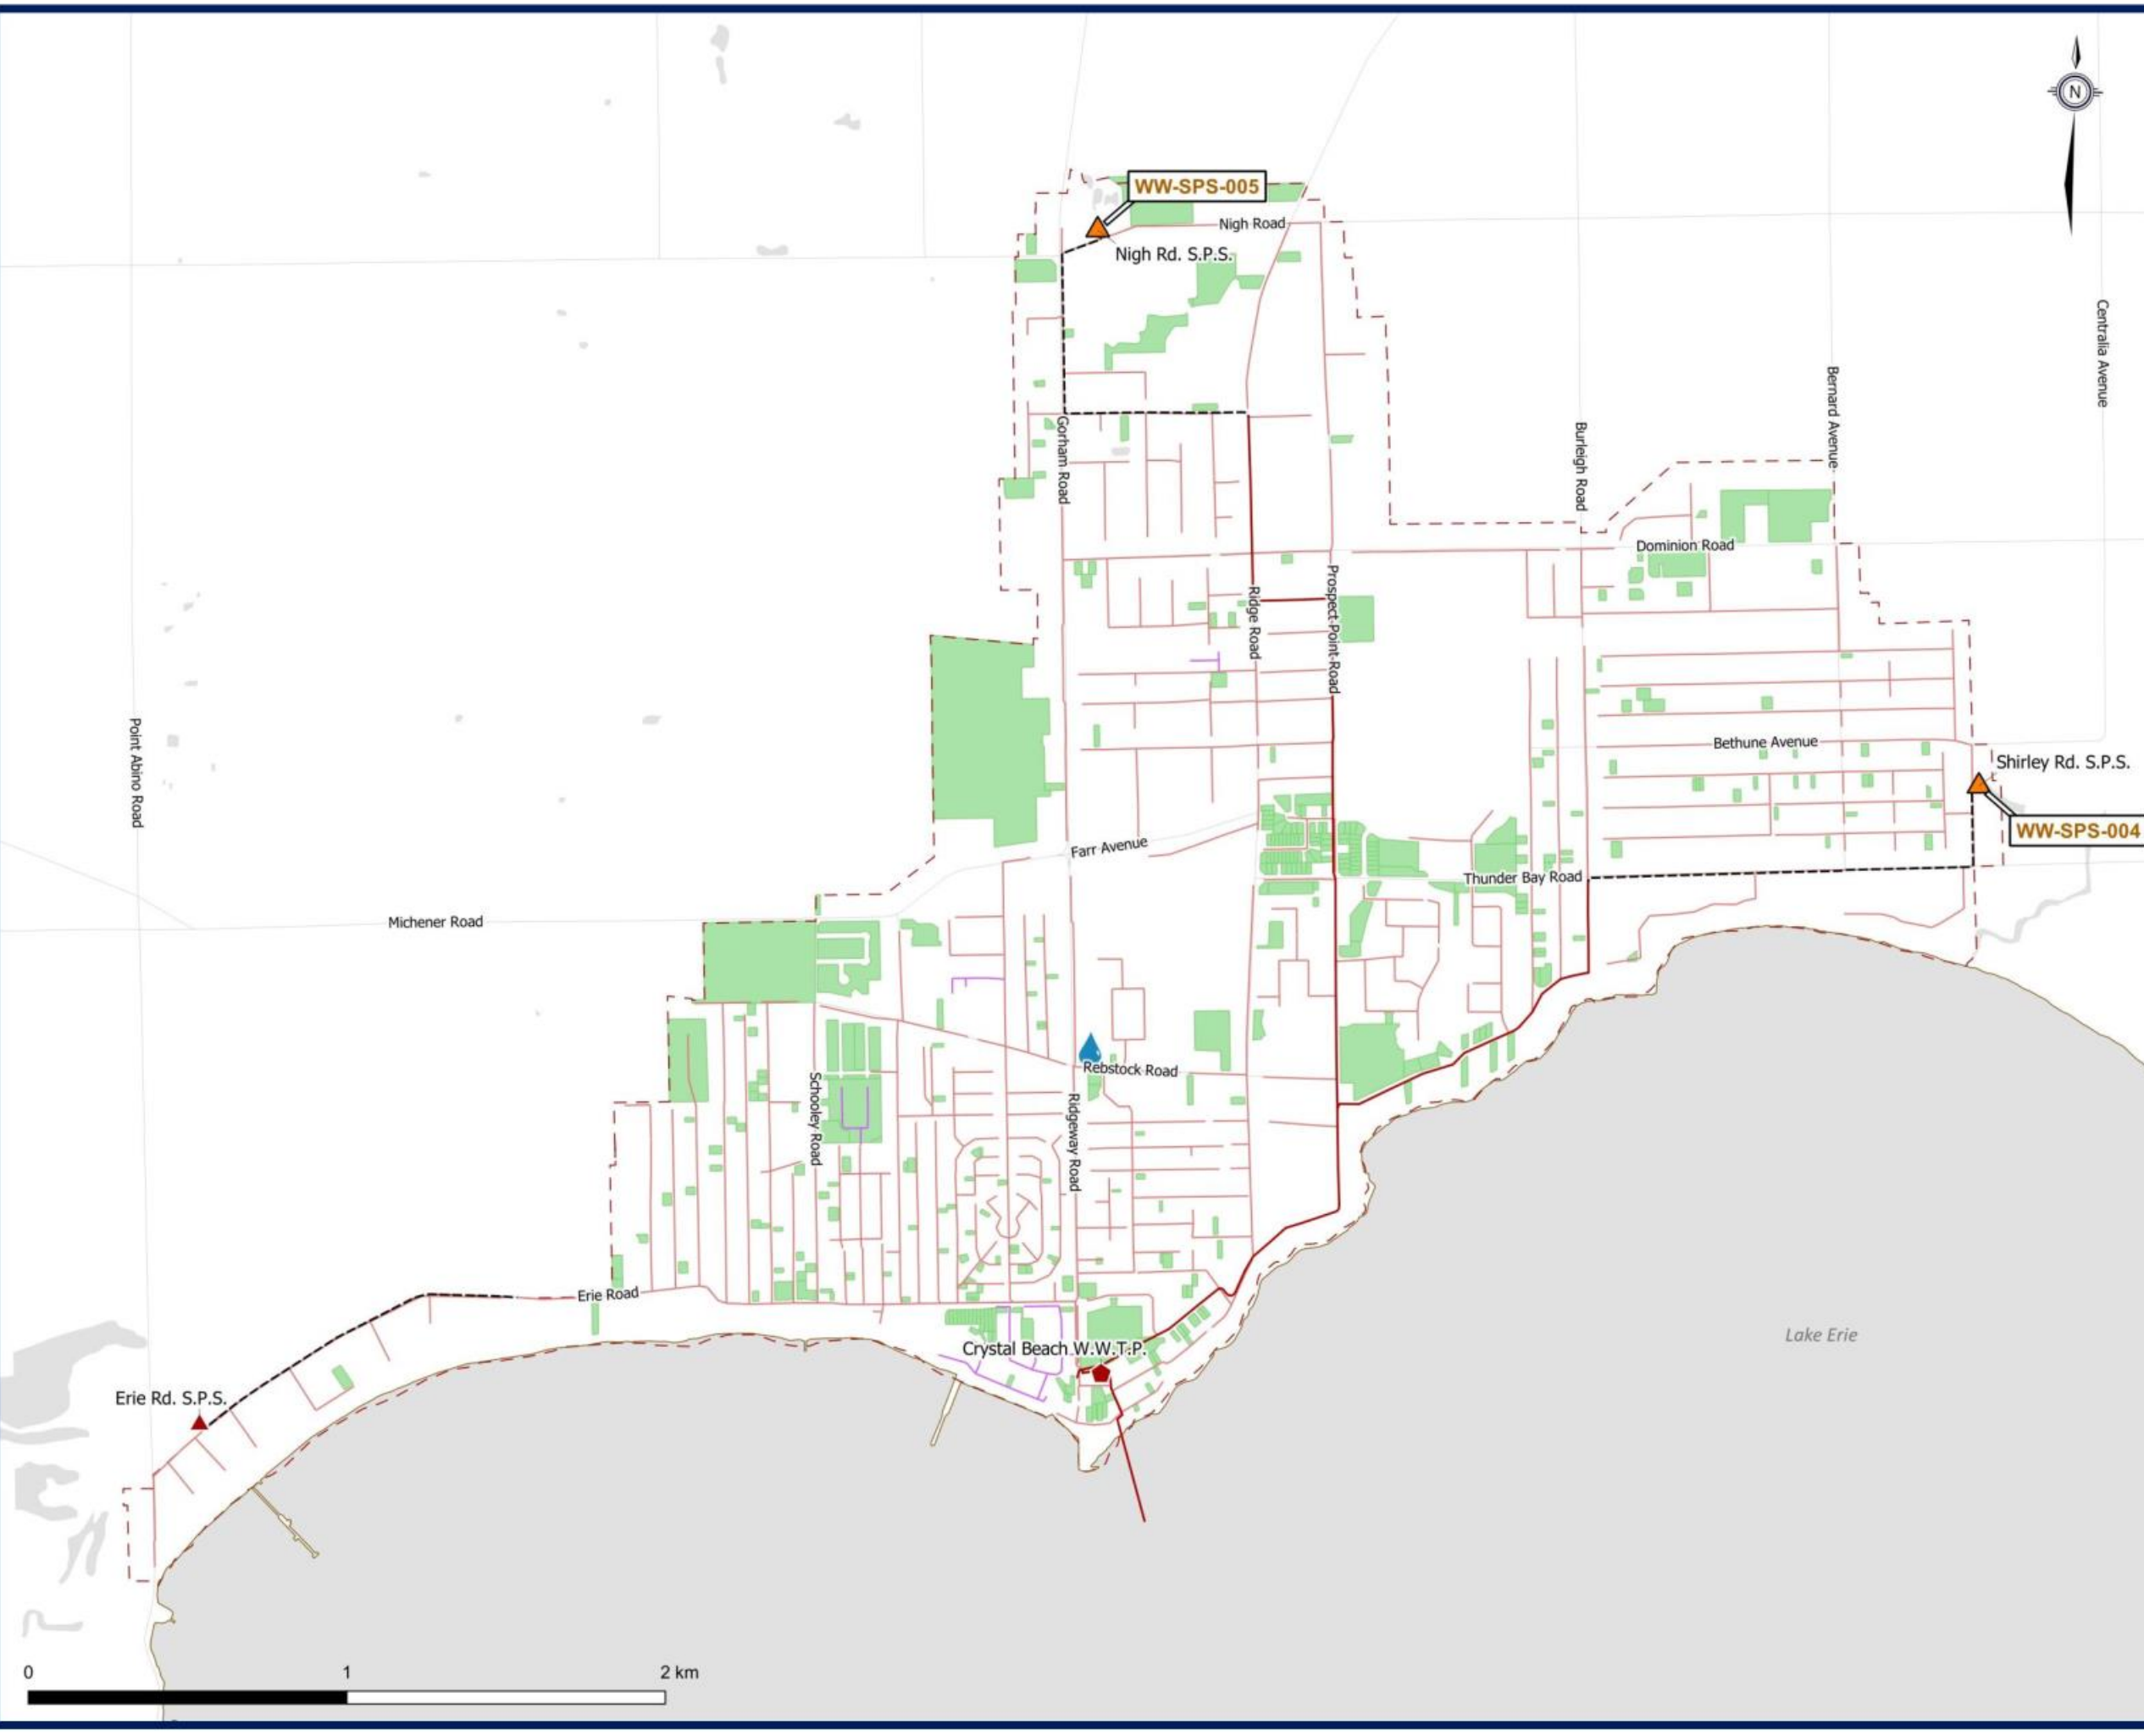 N
WW-SPS-005
Nigh Road
Nigh Rd. S.P.S.
Centralia Avenue
Bernard Avenue
Burleigh Road
Gorham Road
Dominion Road
Prospect Point Road
Ridge Road
Point Abino Road
Bethune Avenue
Shirley Rd. S.P.S.
WW-SPS-004
Farr Avenue
Thunder Bay Road
Michener Road
Rebstock Road
Schooley Road
Ridgeway Road
Erie Road
Lake Erie
Crystal Beach W.W.T.P.
Erie Rd. S.P.S.
0 1 2 km